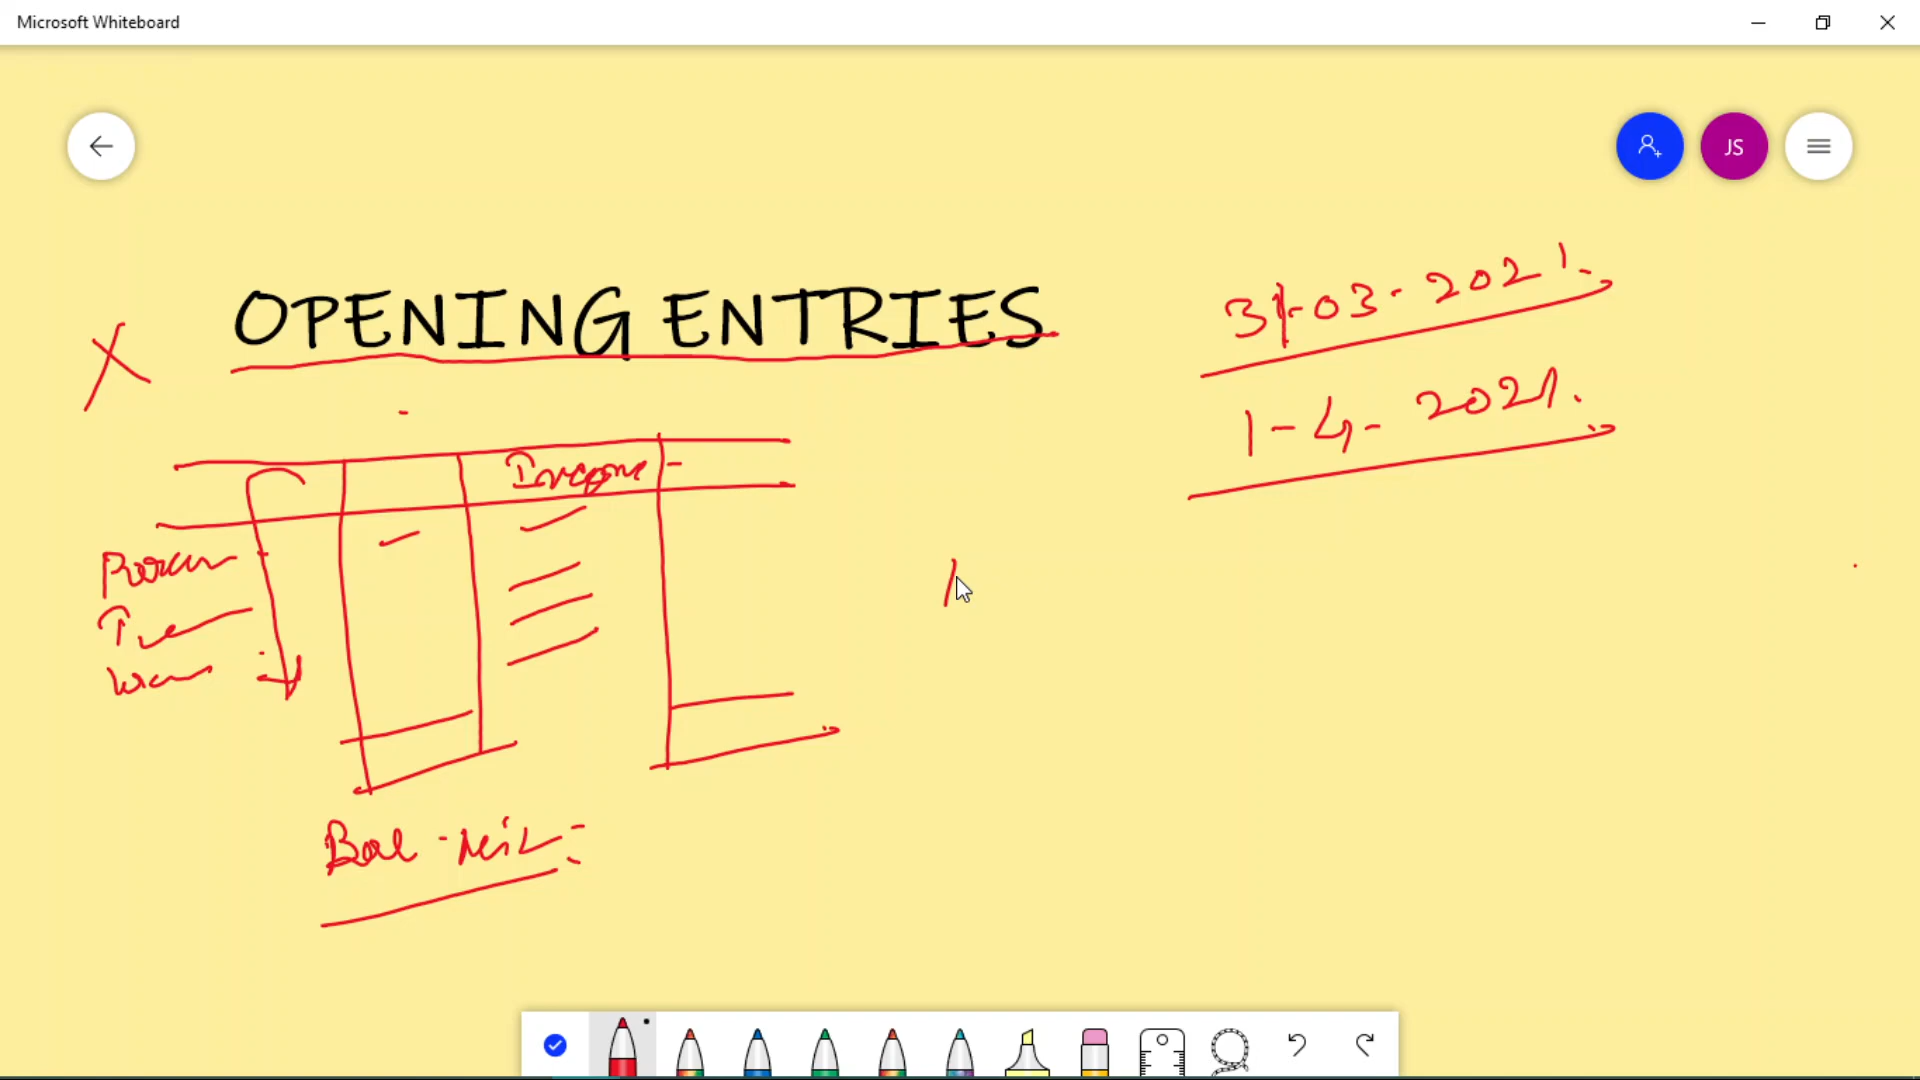 Microsoft Whiteboard
JS
OPENING ENTRIES
31-03-2021.
1-4-2021.
X
Income
Bal - NIL